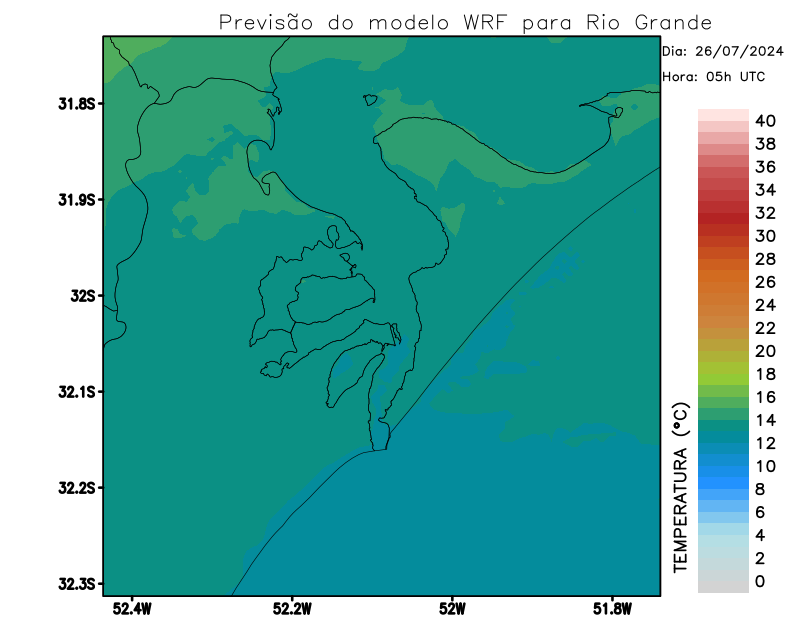 Previsão do modelo WRF para Rio Grande
Dia: 26/07/2024
Hora: 05h UTC
31.8S
31.9S
32S
32.1S
32.2S
32.3S
52.4W
52.2W
52W
51.8W
TEMPERATURA (°C)
40
38
36
34
32
30
28
26
24
22
20
18
16
14
12
10
8
6
4
2
0